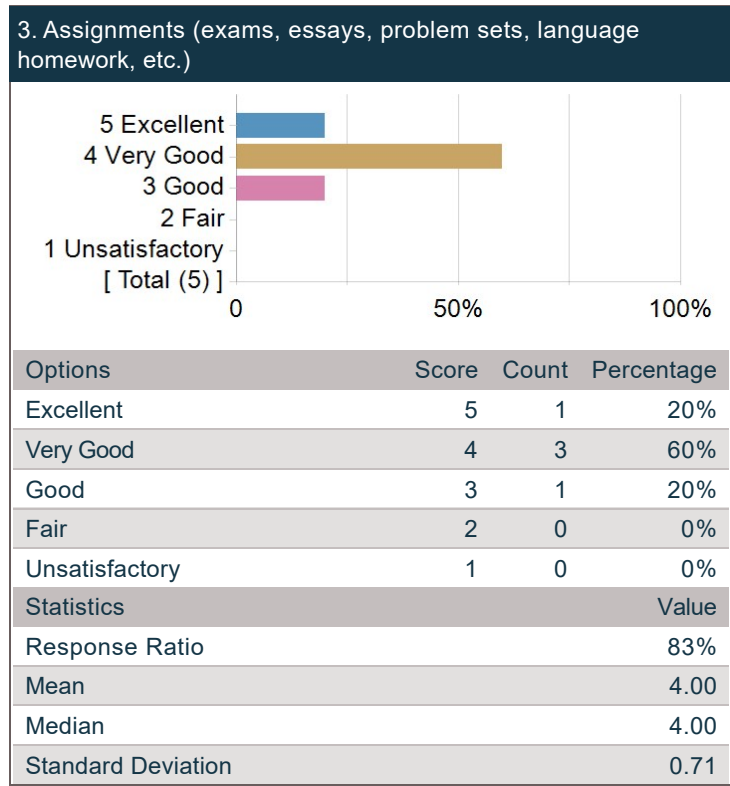 3. Assignments (exams, essays, problem sets, language
homework, etc.)
5 Excellent
4 Very Good
3 Good
2 Fair
1 Unsatisfactory
[ Total (5) ]
0 50% 100%
Options Score Count Percentage
Excellent 5 1 20%
Very Good 4 3 60%
Good 3 1 20%
Fair 2 0 0%
Unsatisfactory 1 0 0%
Statistics Value
Response Ratio 83%
Mean 4.00
Median 4.00
Standard Deviation 0.71